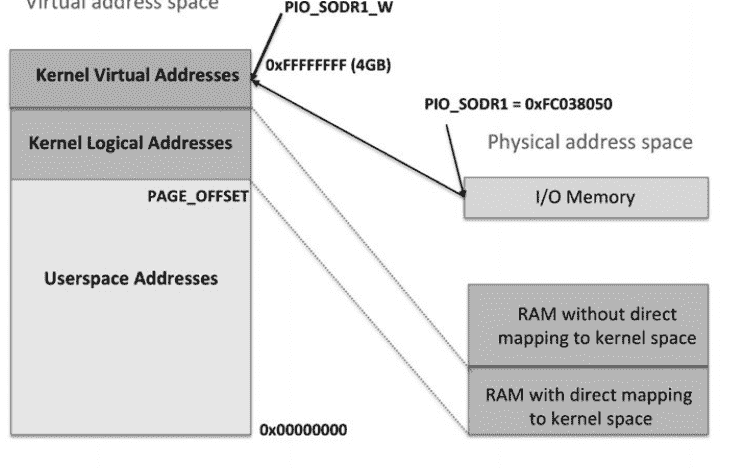 Virtual address space
PIO_SODR1_W
Kernel Virtual Addresses
0xFFFFFFFF (4GB)
PIO_SODR1 = 0xFC038050
Kernel Logical Addresses
Physical address space
PAGE_OFFSET
I/O Memory
Userspace Addresses
RAM without direct
mapping to kernel space
RAM with direct mapping
to kernel space
0x00000000